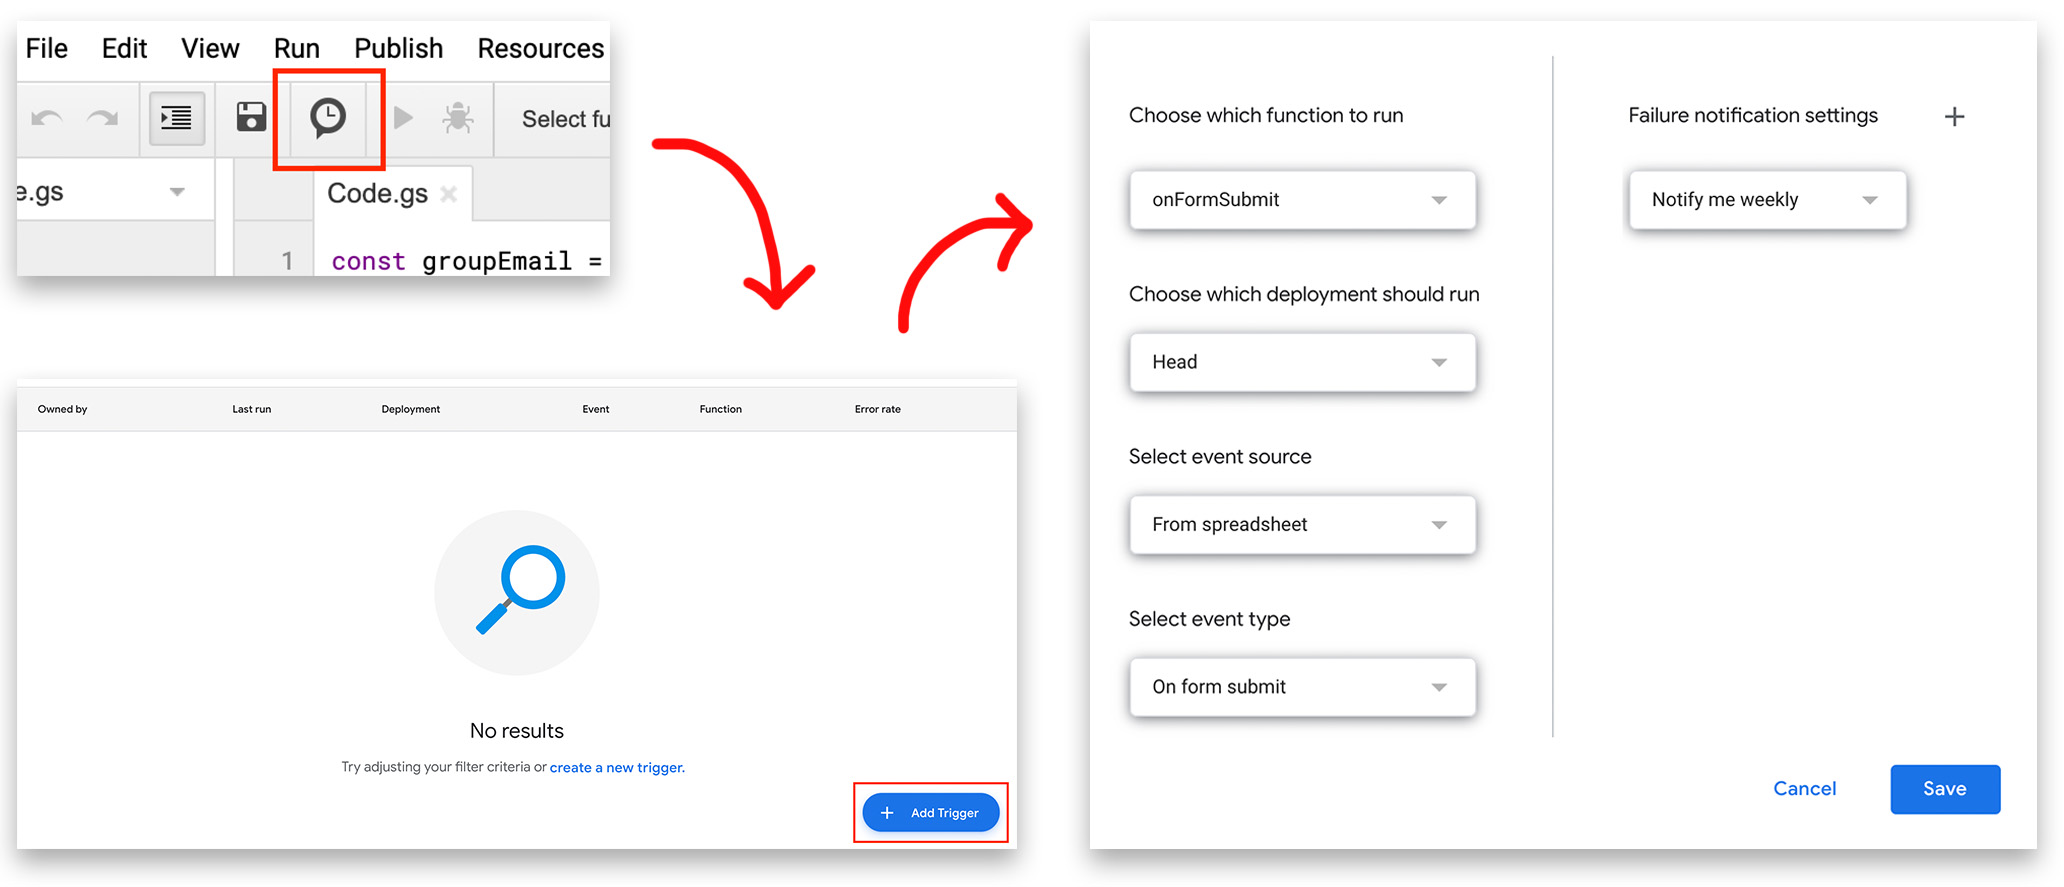 File Edit View Run Publish Resources
Select fu
e.gs
Code.gs
1 const groupEmail =
Owned by Last run Deployment Event Function Error rate
No results
Try adjusting your filter criteria or create a new trigger.
+ Add Trigger
Choose which function to run
onFormSubmit
Choose which deployment should run
Head
Select event source
From spreadsheet
Select event type
On form submit
Failure notification settings +
Notify me weekly
Cancel Save